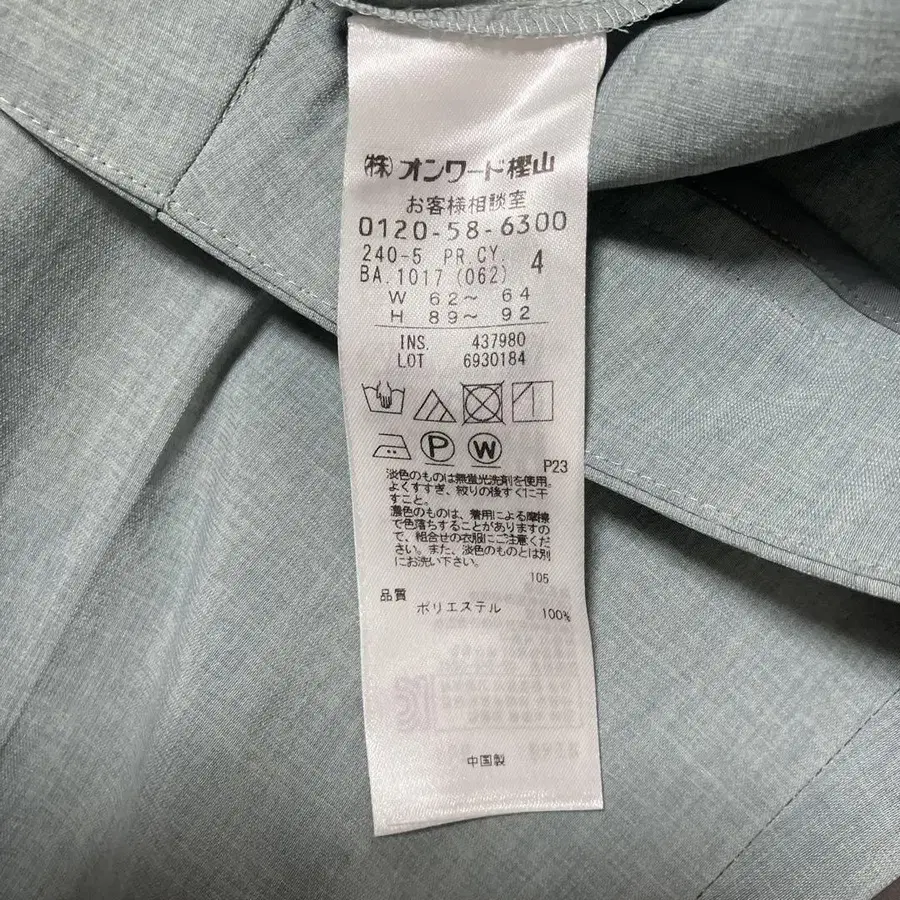 (株)オンワード樫山
お客様相談室
0120-58-6300
240-5 PR.CY. 4
BA.1017 (062)
W 62～ 64
H 89～ 92
INS. 437980
LOT 6930184
P W
P23
淡色のものは無蛍光洗剤を使用。
よくすすぎ、絞りの後すぐに干
すこと。
濃色のものは、着用による摩擦
で色落ちすることがありますの
で、組合せの衣服にご注意くだ
さい。また、淡色のものとは別
にお洗い下さい。
105
品質
ポリエステル 100%
中国製